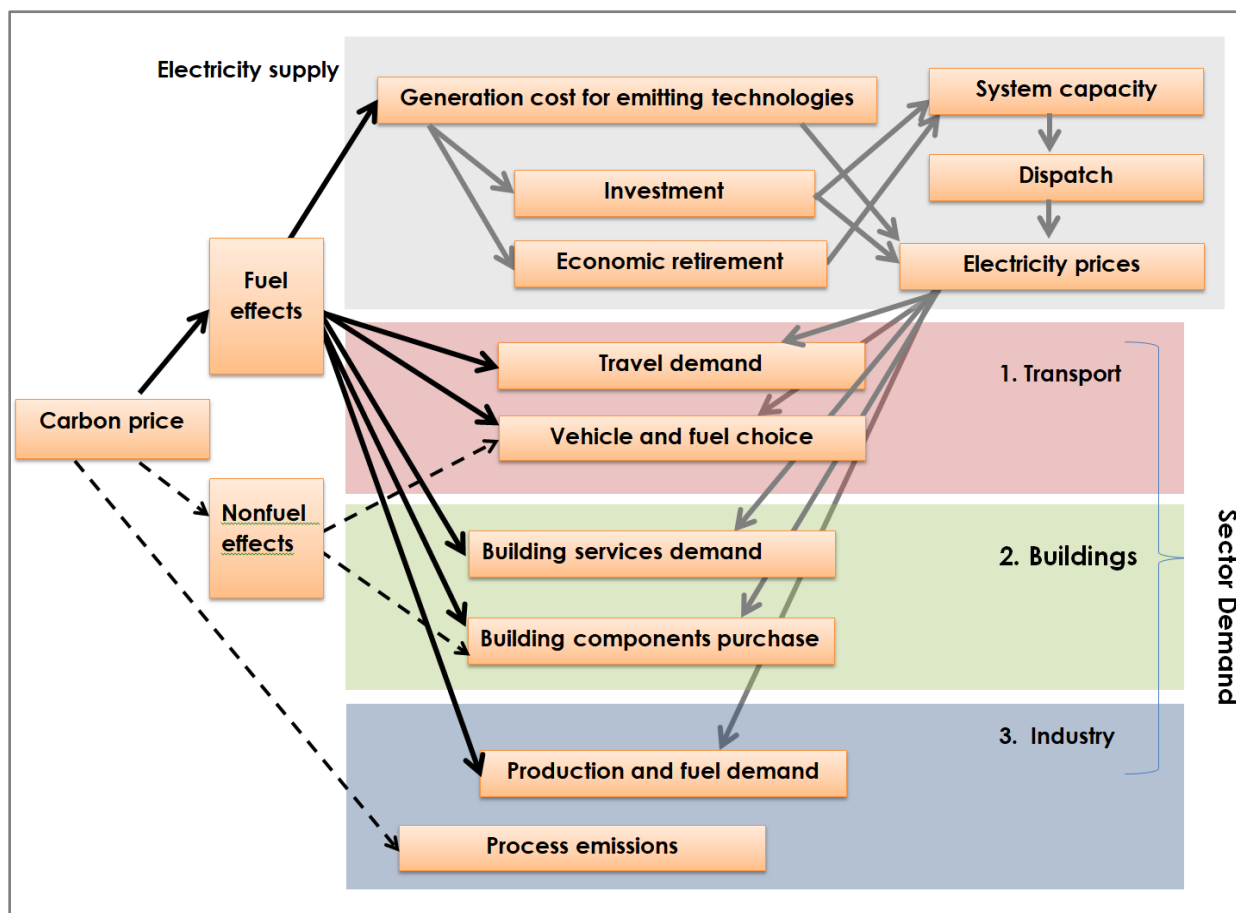 Electricity supply
Generation cost for emitting technologies
System capacity
Investment
Dispatch
Economic retirement
Electricity prices
Fuel
effects
Travel demand
1. Transport
Carbon price
Vehicle and fuel choice
Nonfuel
effects
Building services demand
2. Buildings
Building components purchase
Sector Demand
3. Industry
Production and fuel demand
Process emissions